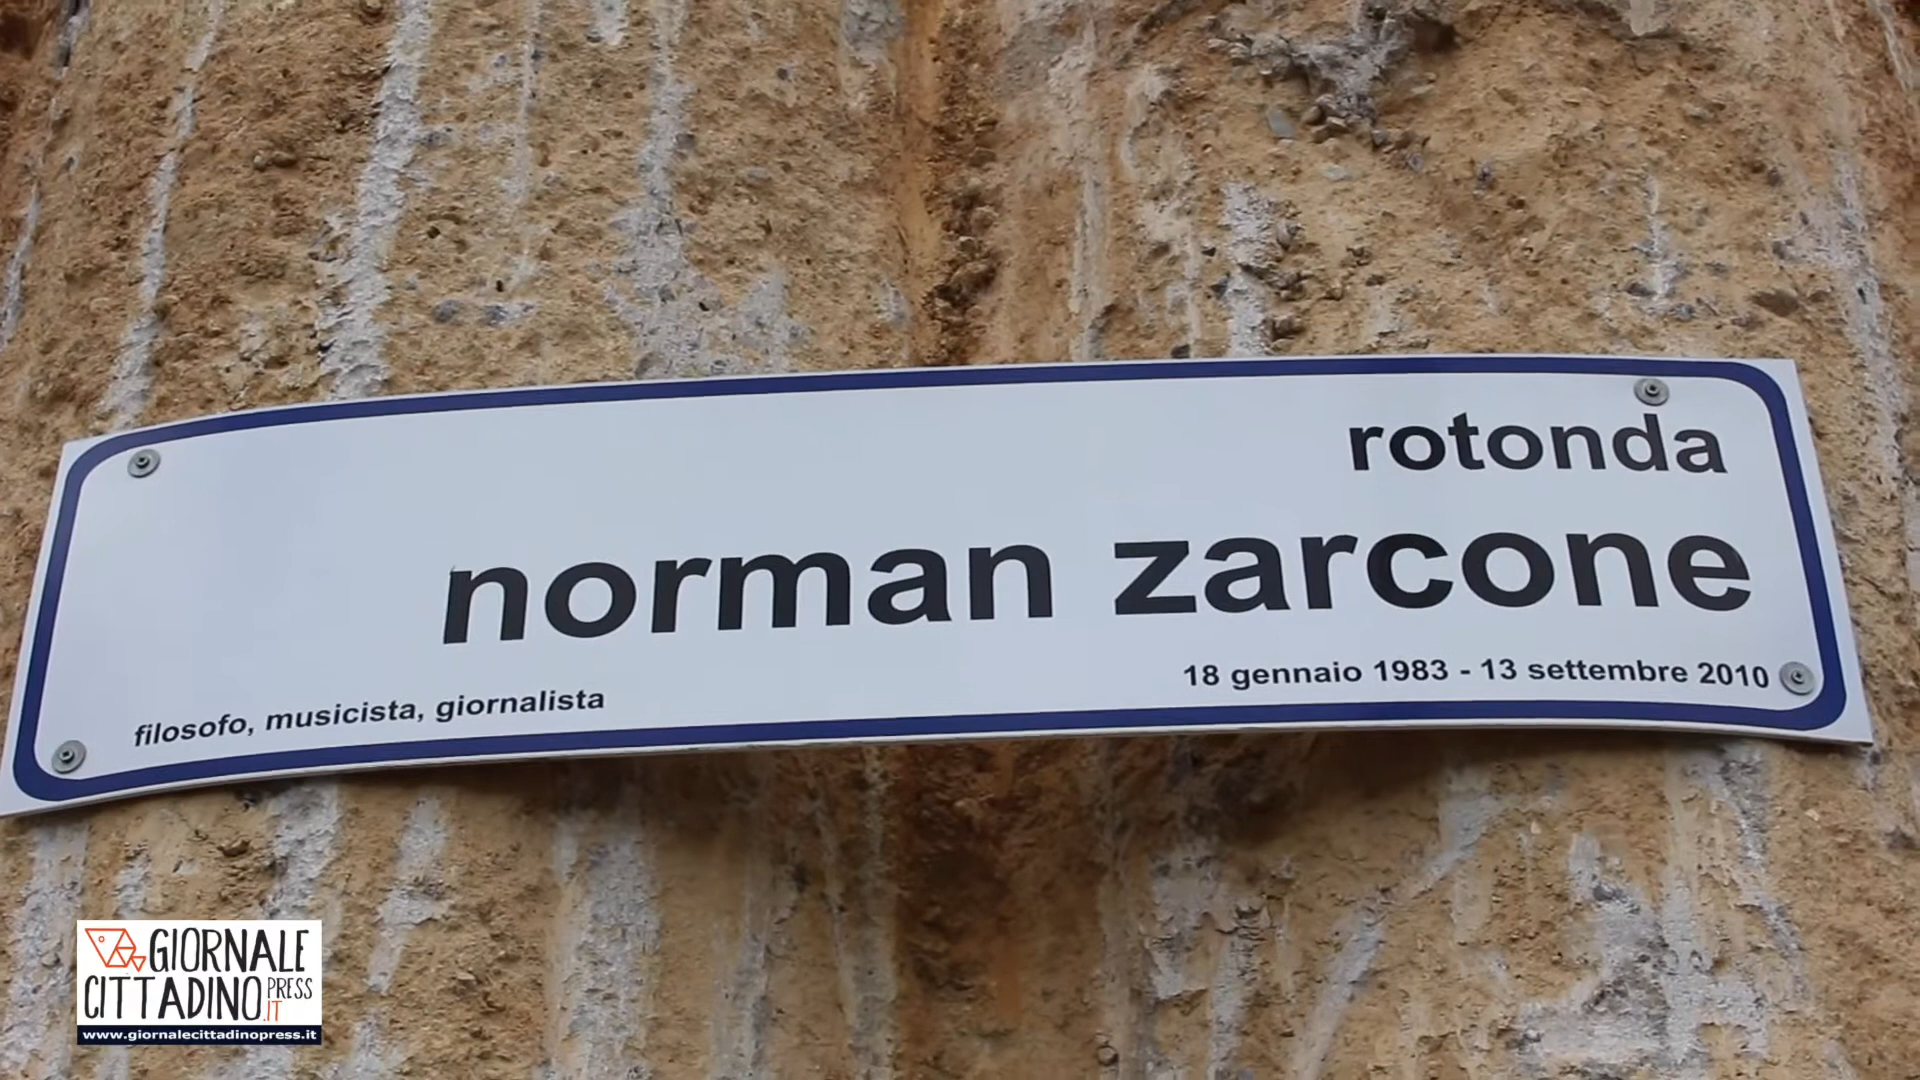 rotonda
norman zarcone
18 gennaio 1983 - 13 settembre 2010
filosofo, musicista, giornalista
GIORNALE
CITTADINO PRESS
.IT
www.giornalecittadinopress.it